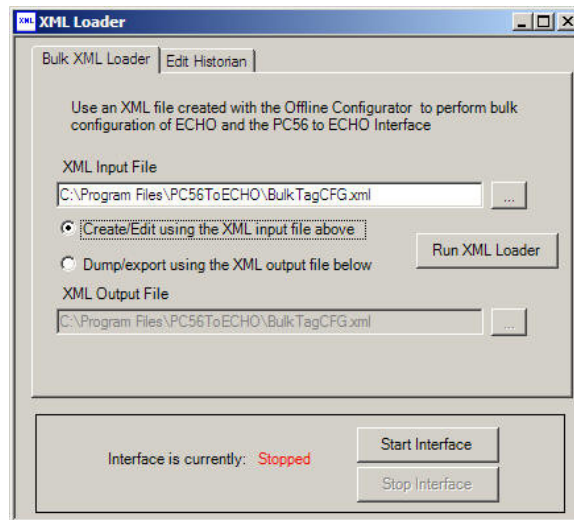 XML XML Loader
Bulk XML Loader Edit Historian
Use an XML file created with the Offline Configurator to perform bulk
configuration of ECHO and the PC56 to ECHO Interface
XML Input File
C:\Program Files\PC56ToECHO\BulkTagCFG.xml ...
Create/Edit using the XML input file above
Run XML Loader
Dump/export using the XML output file below
XML Output File
C:\Program Files\PC56ToECHO\BulkTagCFG.xml ...
Start Interface
Interface is currently: Stopped
Stop Interface